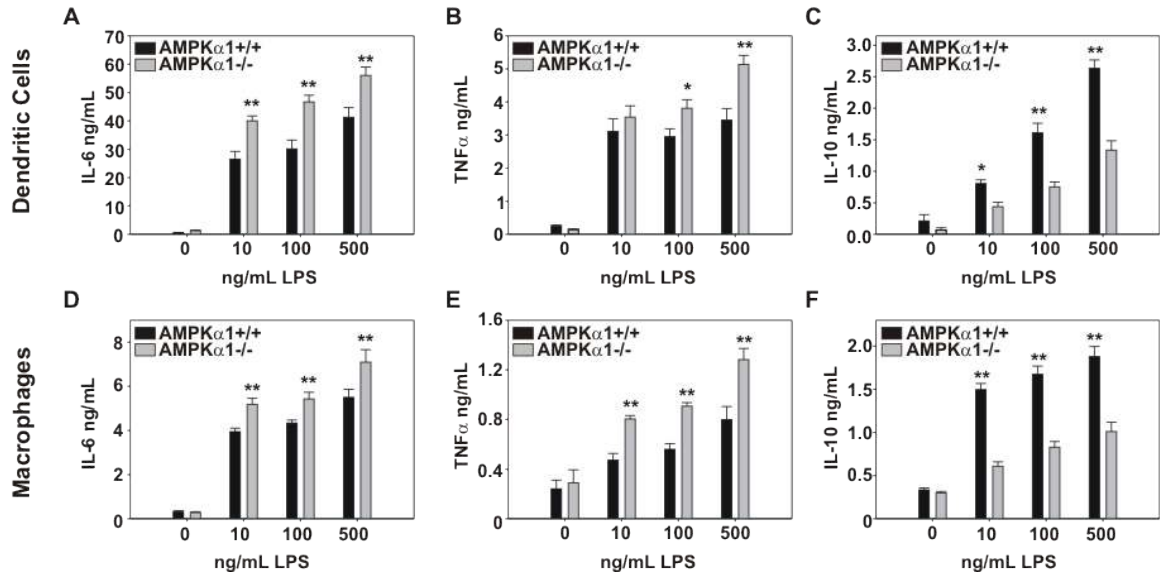 Dendritic Cells
A
IL-6 ng/mL
70
60
50
40
30
20
10
0
AMPKα1+/+
AMPKα1-/-
**
**
**
0 10 100 500
ng/mL LPS
B
TNFα ng/mL
6
5
4
3
2
1
0
AMPKα1+/+
AMPKα1-/-
*
**
0 10 100 500
ng/mL LPS
C
IL-10 ng/mL
3.0
2.5
2.0
1.5
1.0
0.5
0.0
AMPKα1+/+
AMPKα1-/-
*
**
**
0 10 100 500
ng/mL LPS
Macrophages
D
IL-6 ng/mL
8
6
4
2
0
AMPKα1+/+
AMPKα1-/-
**
**
**
0 10 100 500
ng/mL LPS
E
TNFα ng/mL
1.6
1.2
0.8
0.4
0
AMPKα1+/+
AMPKα1-/-
**
**
**
0 10 100 500
ng/mL LPS
F
IL-10 ng/mL
2.0
1.5
1.0
0.5
0
AMPKα1+/+
AMPKα1-/-
**
**
**
0 10 100 500
ng/mL LPS